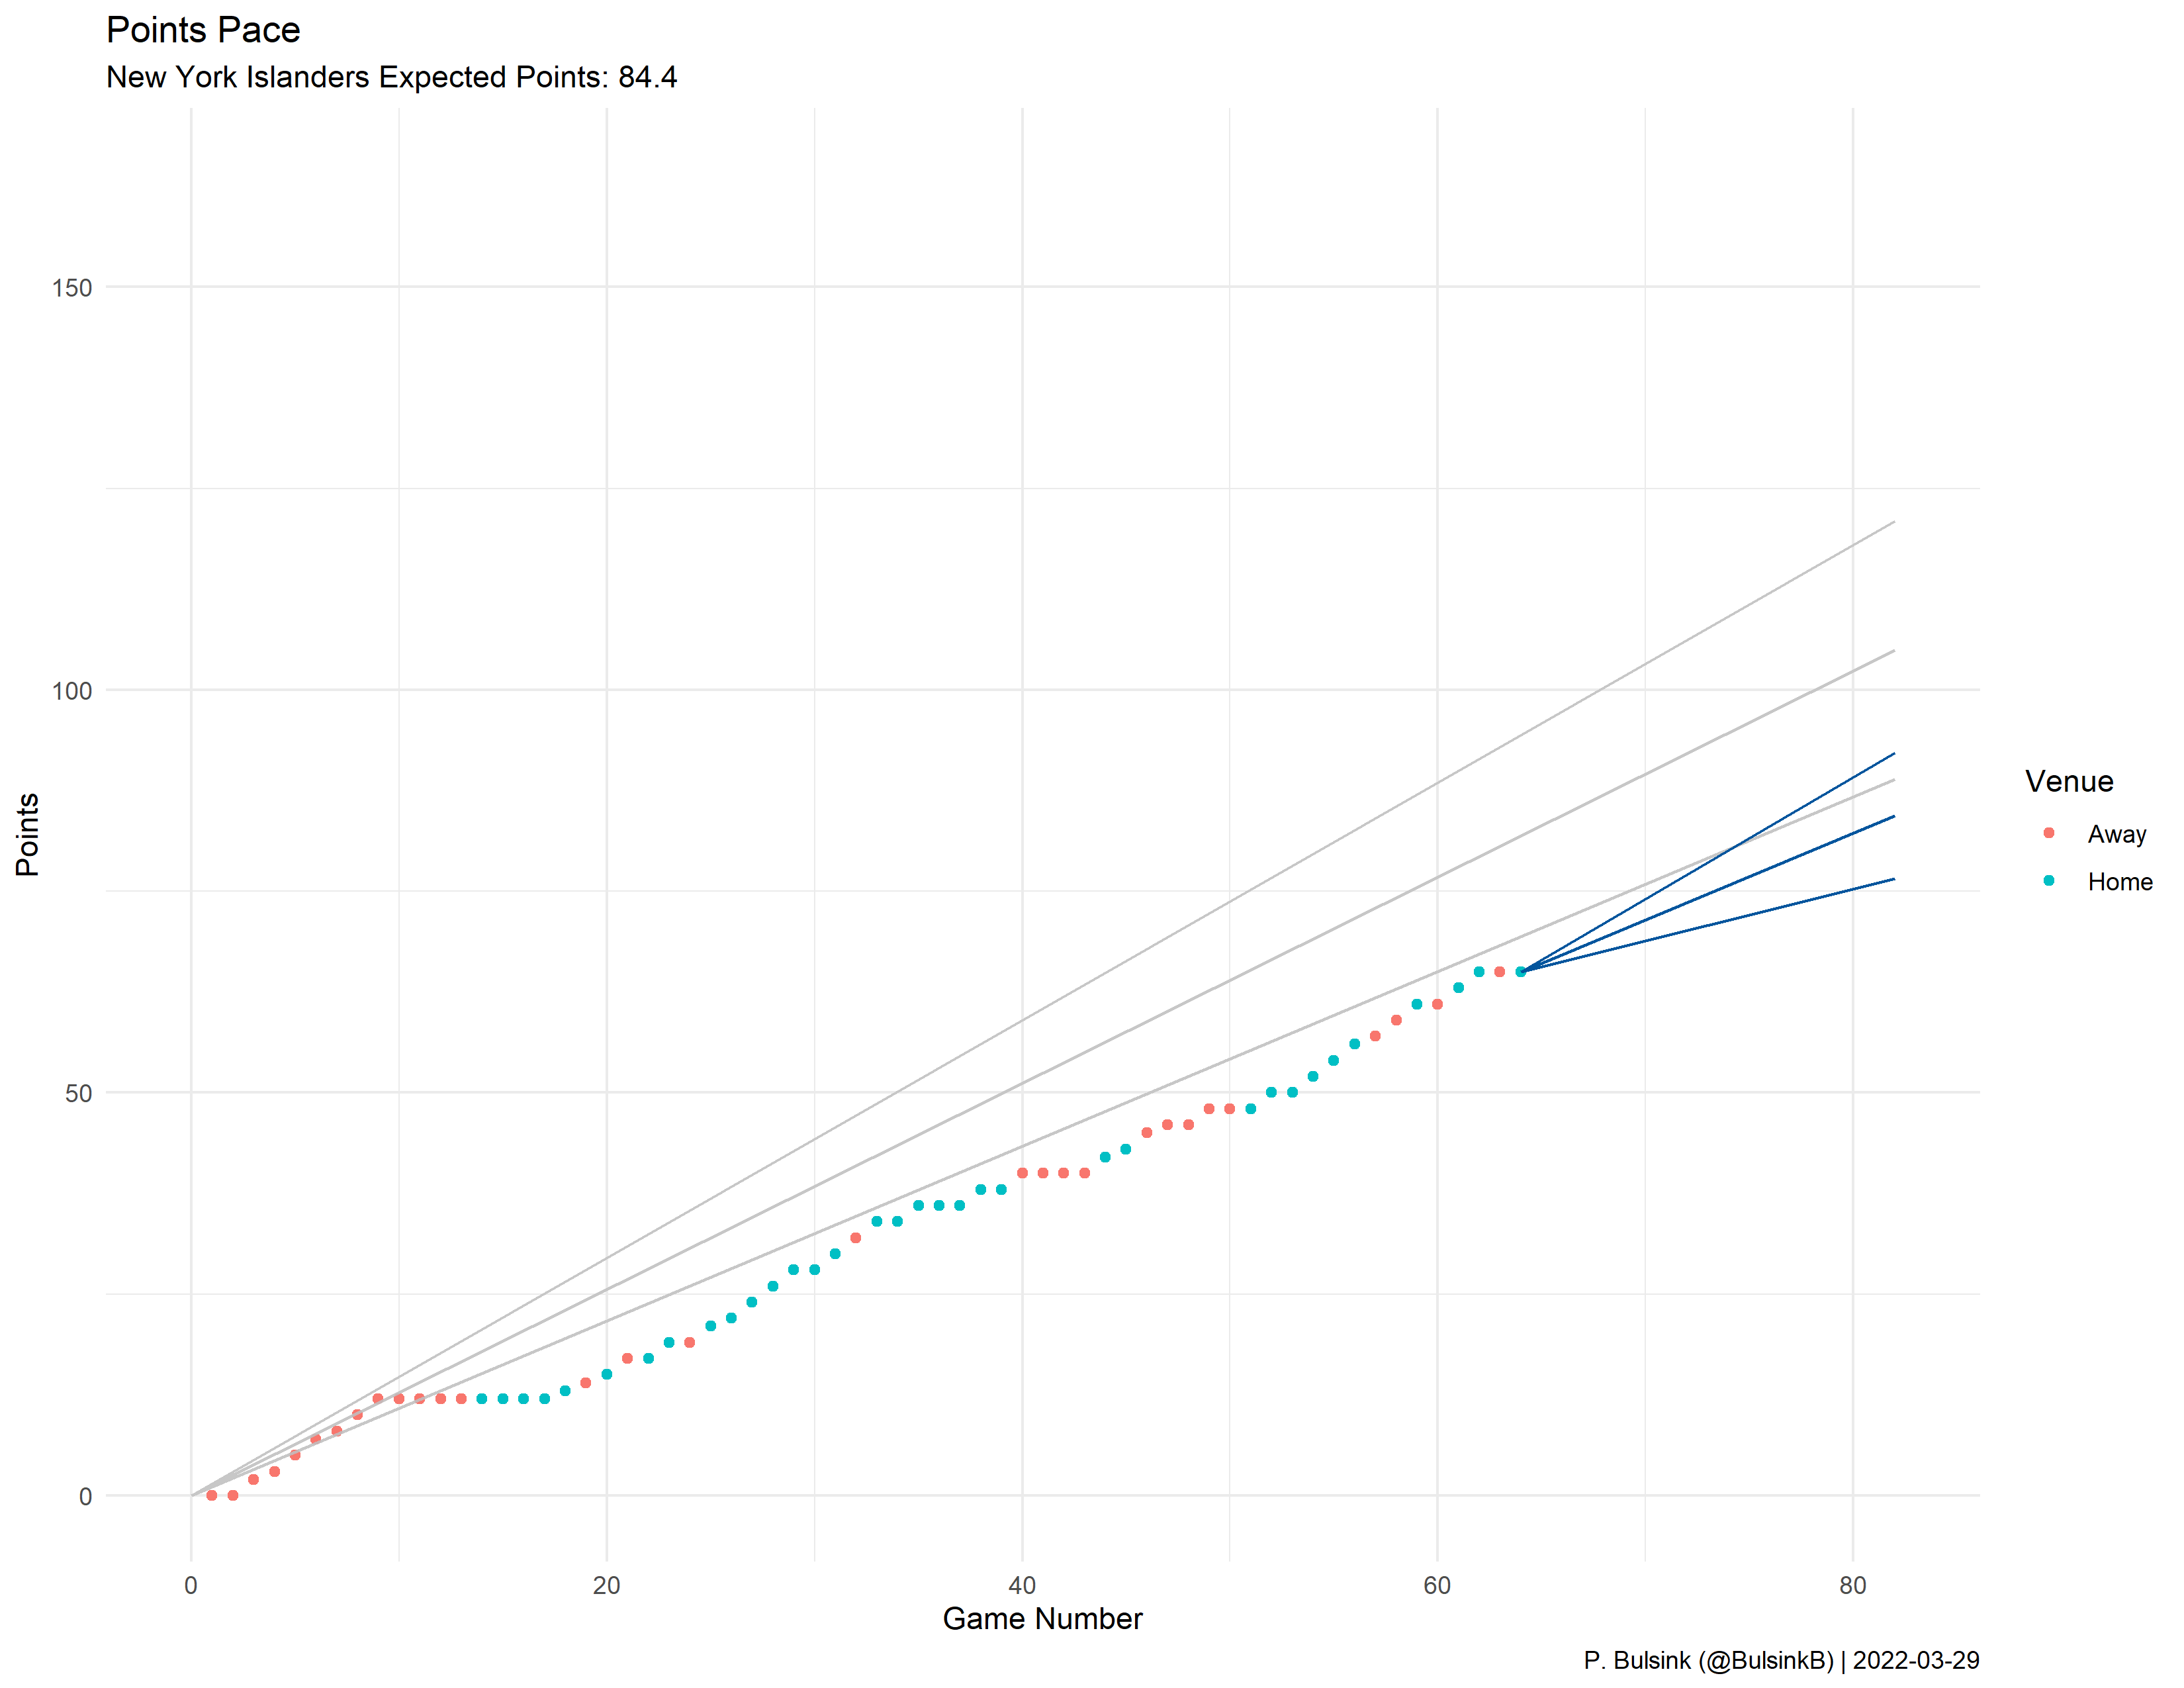 Points Pace
New York Islanders Expected Points: 84.4
150
100
50
0
Points
0 20 40 60 80
Game Number
Venue
Away
Home
P. Bulsink (@BulsinkB) | 2022-03-29